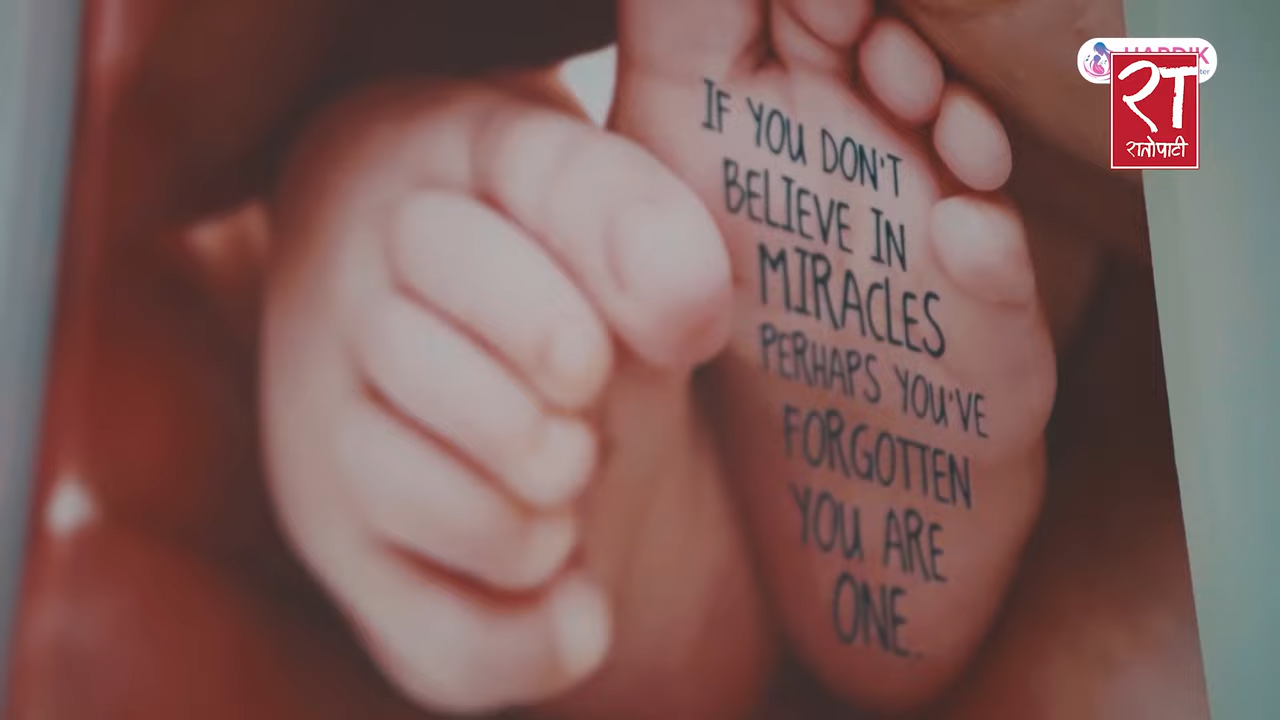 IF YOU DON'T
BELIEVE IN
MIRACLES
PERHAPS YOU'VE
FORGOTTEN
YOU ARE
ONE.
रा
रातोपाटी